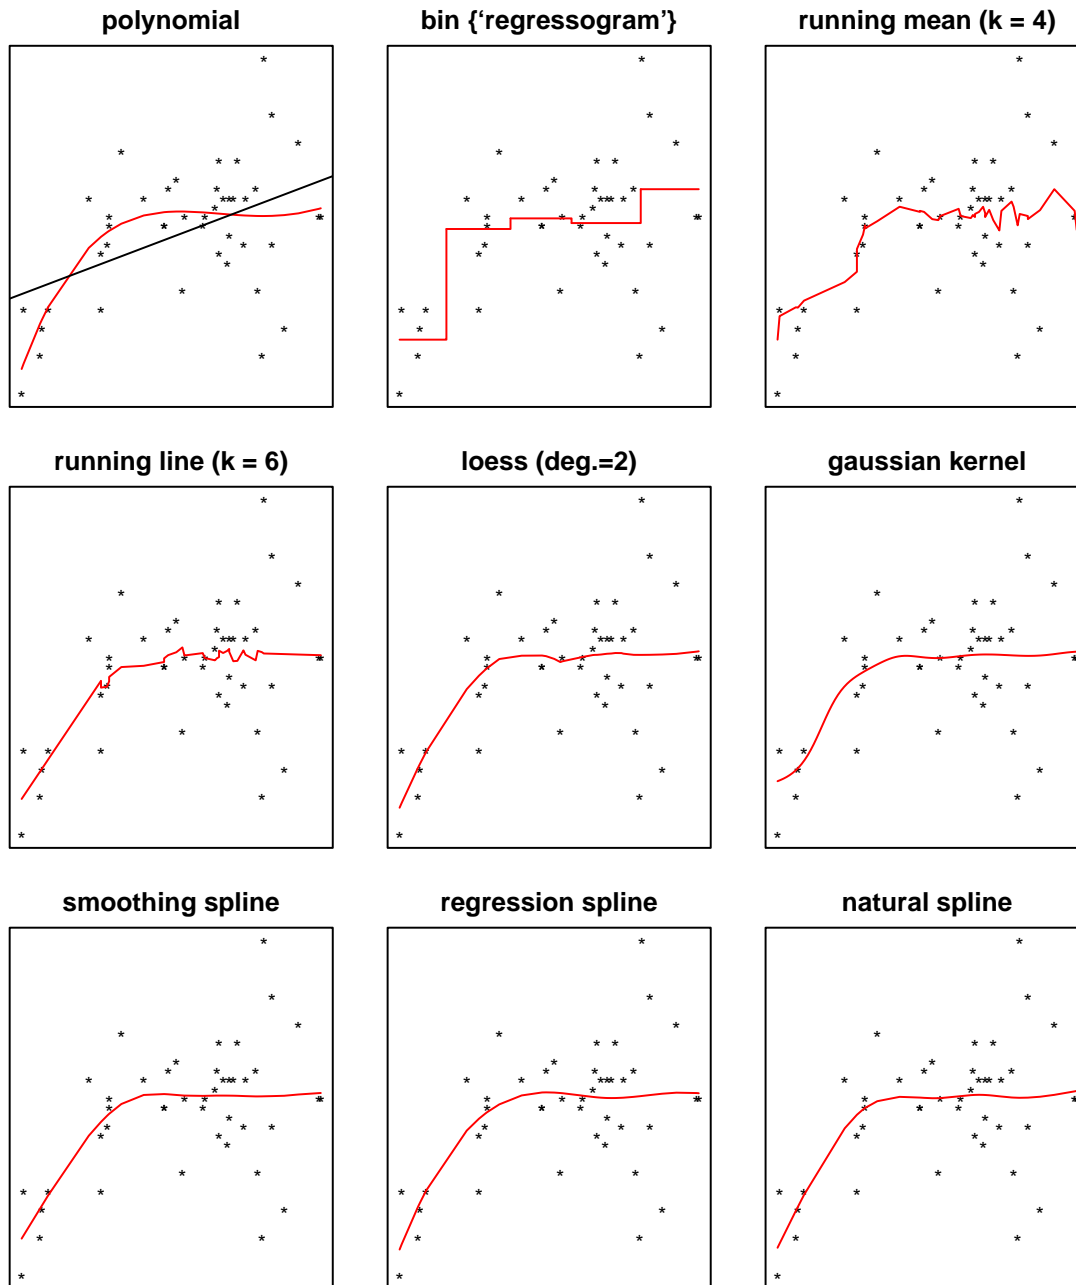 polynomial
bin {‘regressogram’}
running mean (k = 4)
running line (k = 6)
loess (deg.=2)
gaussian kernel
smoothing spline
regression spline
natural spline